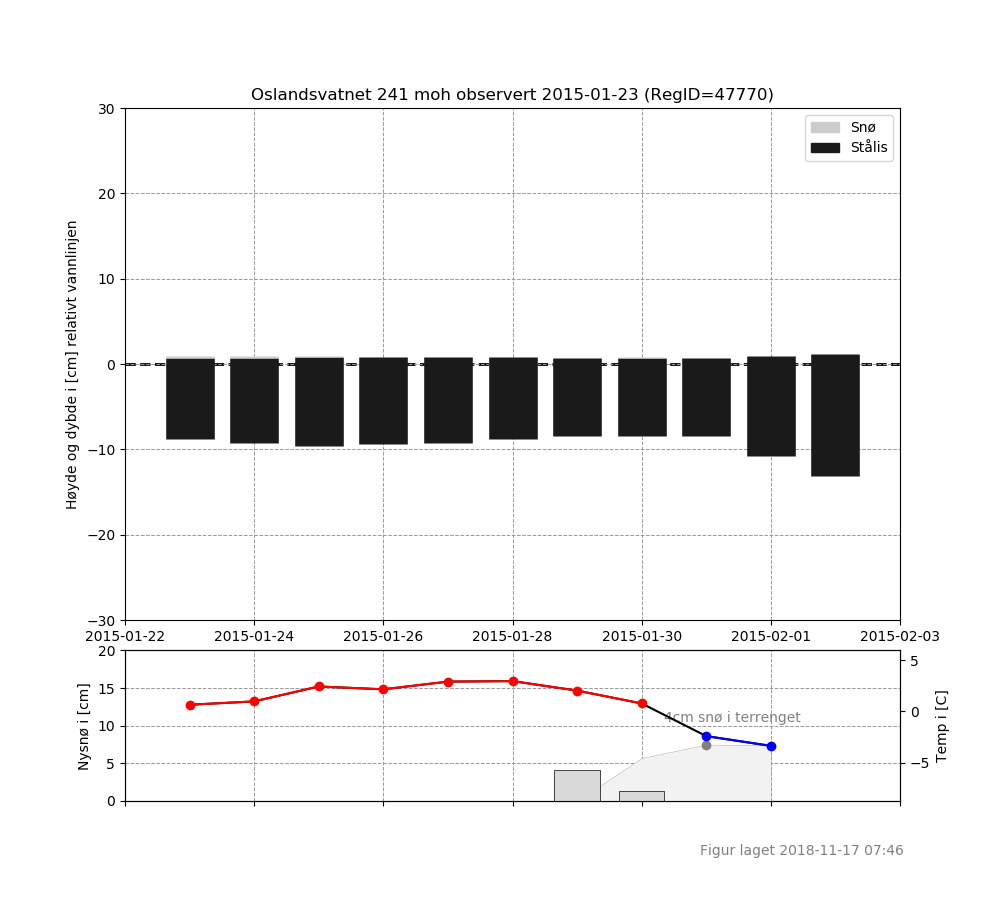 Oslandsvatnet 241 moh observert 2015-01-23 (RegID=47770)
Høyde og dybde i [cm] relativt vannlinjen
30
20
10
0
−10
−20
−30
Snø
Stålis
2015-01-22 2015-01-24 2015-01-26 2015-01-28 2015-01-30 2015-02-01 2015-02-03
Nysnø i [cm]
20
15
10
5
0
4cm snø i terrenget
5
0
−5
Temp i [C]
Figur laget 2018-11-17 07:46